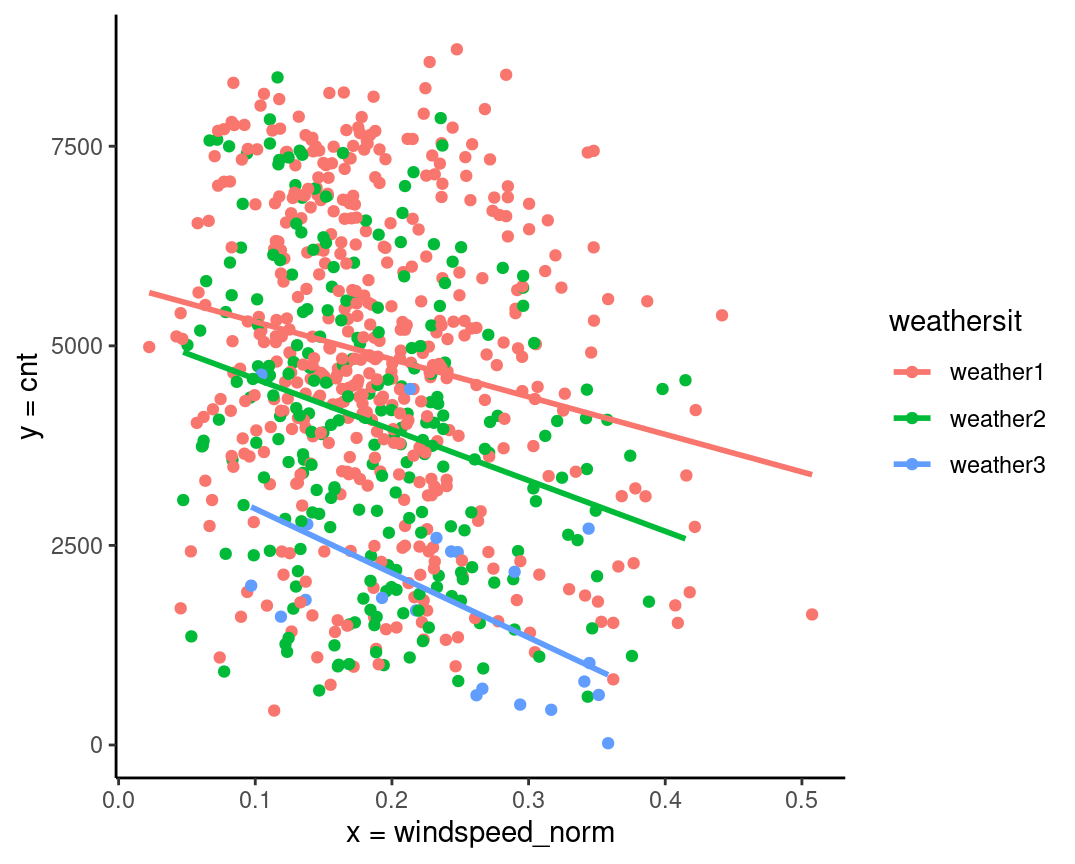 7500
5000
2500
0
y = cnt
0.0 0.1 0.2 0.3 0.4 0.5
x = windspeed_norm
weathersit
weather1
weather2
weather3